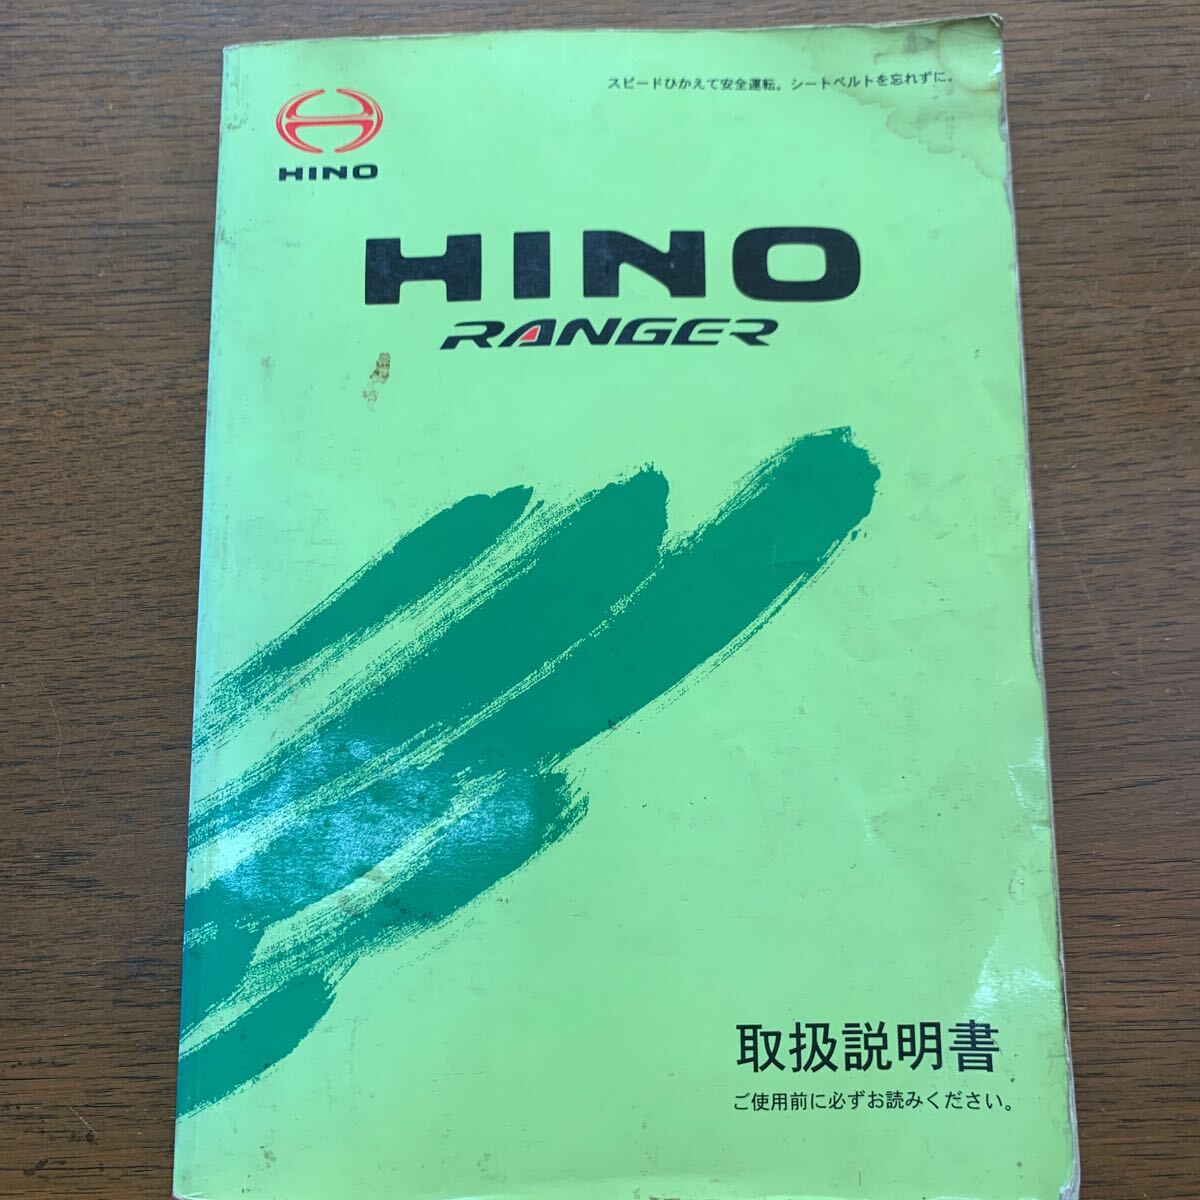 スピードひかえて安全運転。シートベルトを忘れずに。
HINO
HINO
RANGER
取扱説明書
ご使用前に必ずお読みください。